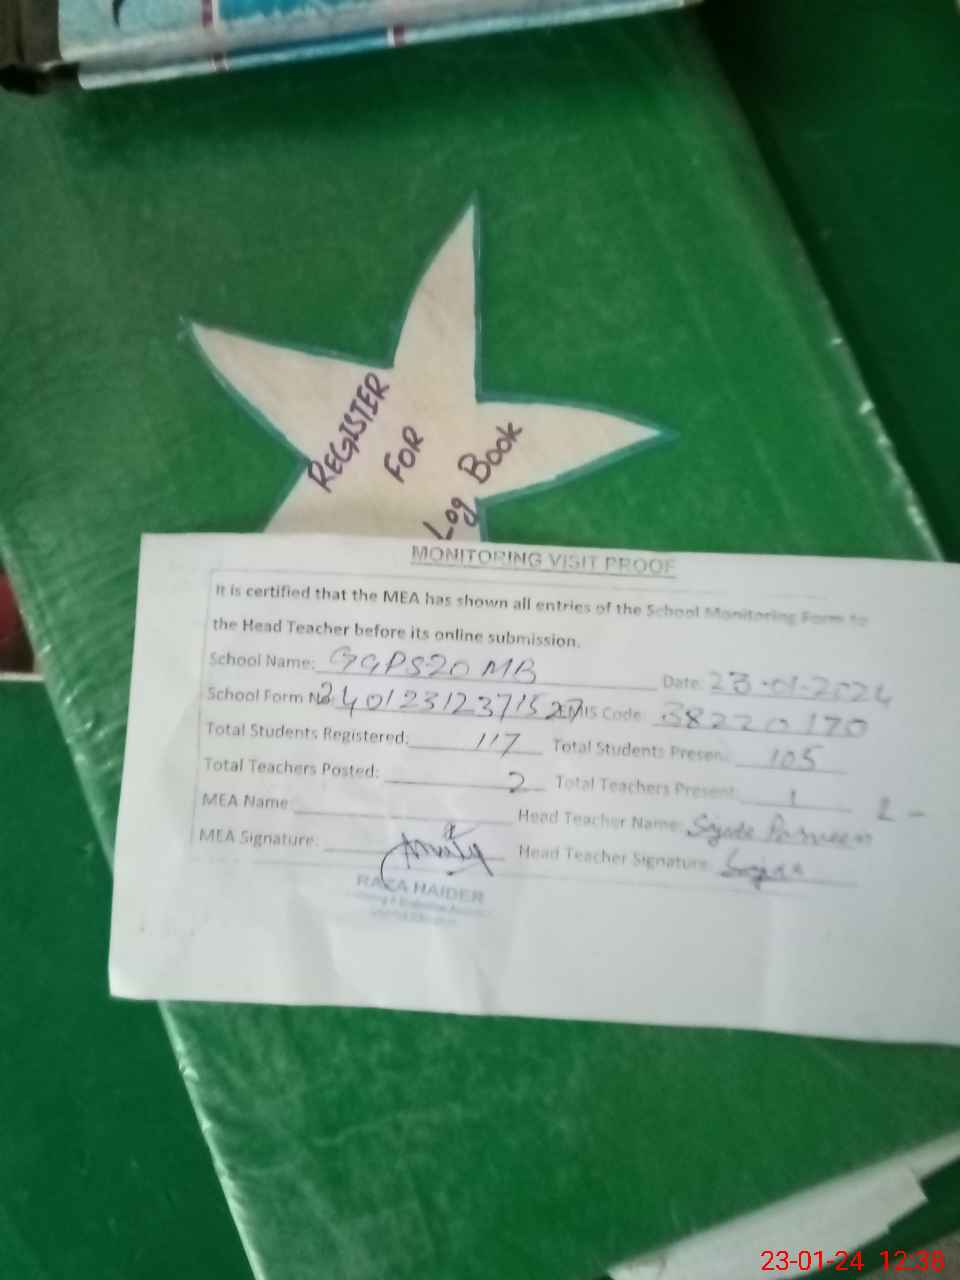 REGISTER
FOR
Log Book
MONITORING VISIT PROOF
It is certified that the MEA has shown all entries of the School Monitoring Form to
the Head Teacher before its online submission.
School Name: GGPS 20 MB Date: 23-01-2024
School Form No 2401231237152 Code: 38220170
Total Students Registered: 117 Total Students Present: 105
Total Teachers Posted: 2 Total Teachers Present: 1
MEA Name: Head Teacher Name: Parveen
MEA Signature: Head Teacher Signature:
RAZA HAIDER
23-01-24 12:38